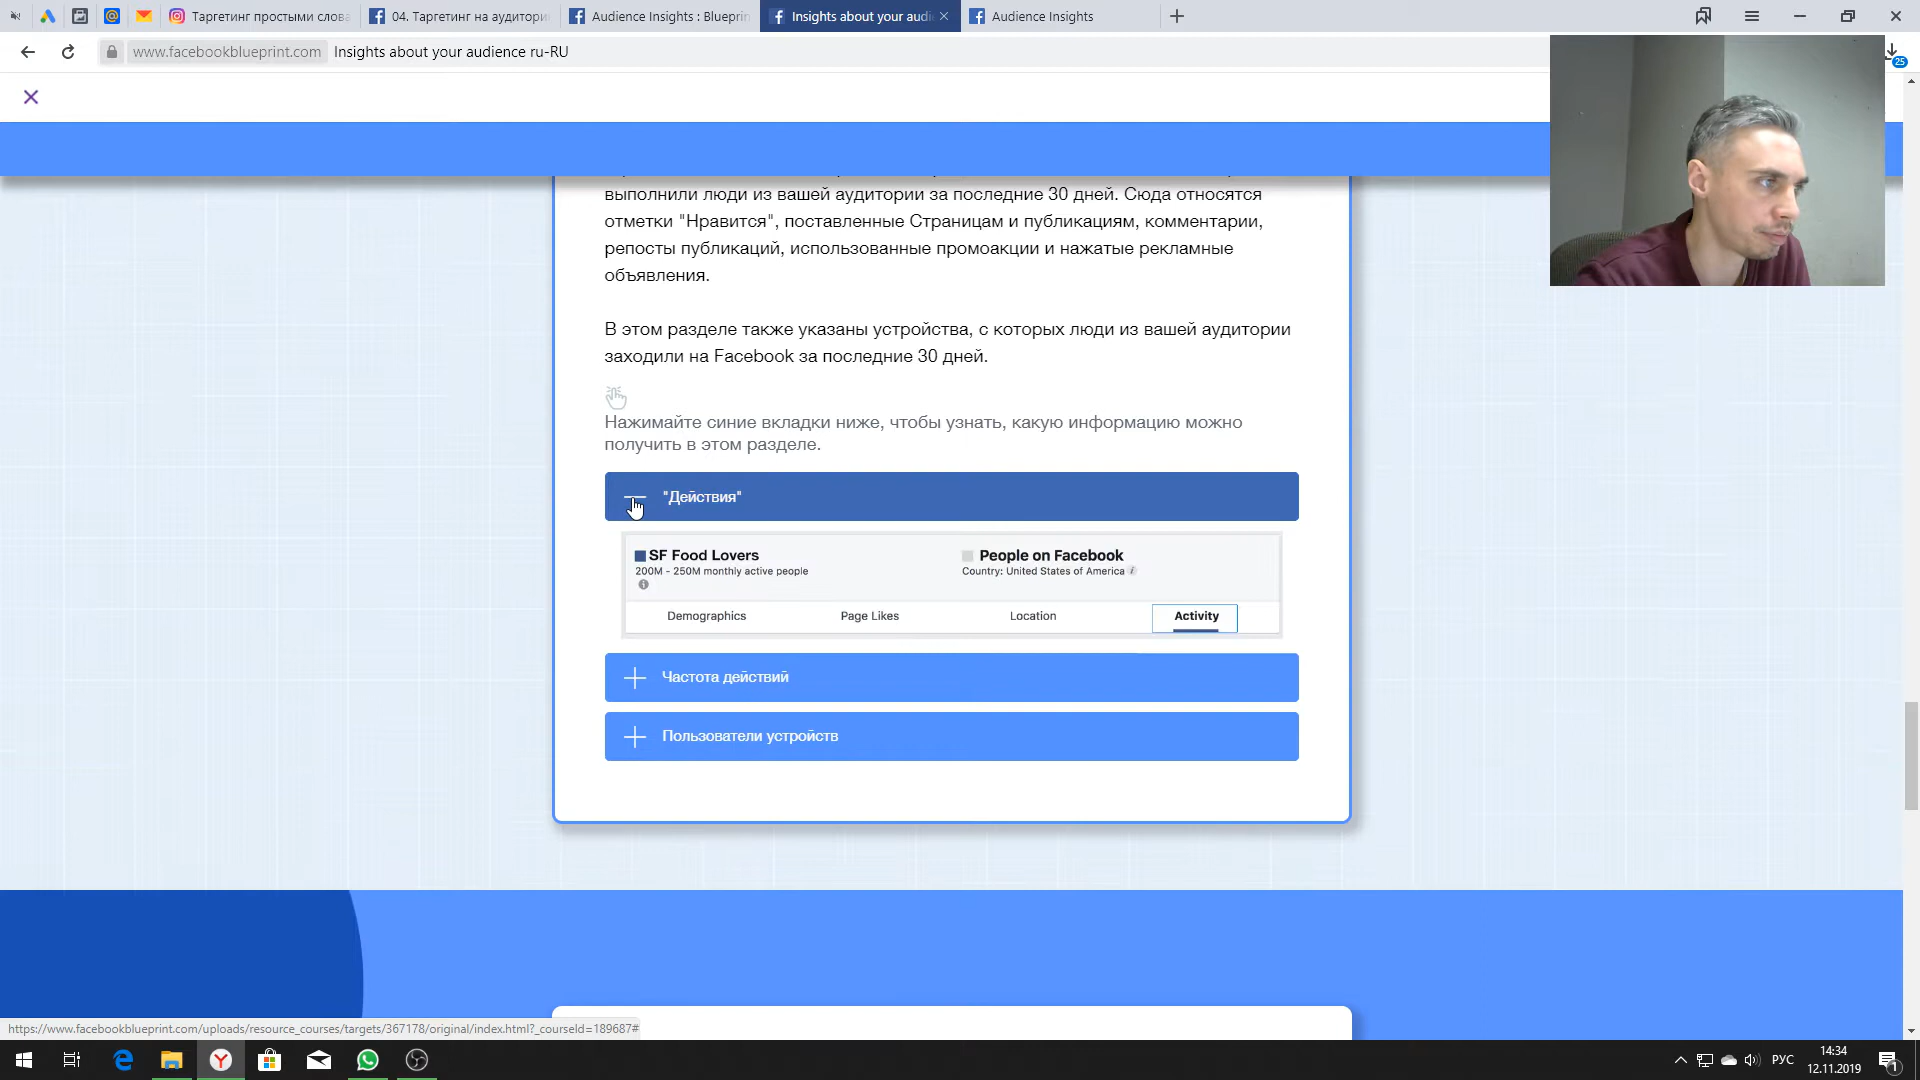 Таргетинг простыми слова
04. Таргетинг на аудитори
Audience Insights : Blueprin
Insights about your audi
Audience Insights
www.facebookblueprint.com
Insights about your audience ru-RU
25
выполнили люди из вашей аудитории за последние 30 дней. Сюда относятся
отметки "Нравится", поставленные Страницам и публикациям, комментарии,
репосты публикаций, использованные промоакции и нажатые рекламные
объявления.
В этом разделе также указаны устройства, с которых люди из вашей аудитории
заходили на Facebook за последние 30 дней.
Нажимайте синие вкладки ниже, чтобы узнать, какую информацию можно
получить в этом разделе.
"Действия"
SF Food Lovers
People on Facebook
200M - 250M monthly active people
Country: United States of America
Demographics
Page Likes
Location
Activity
Частота действий
Пользователи устройств
https://www.facebookblueprint.com/uploads/resource_courses/targets/367178/original/index.html?_courseId=189687#
РУС
14:34
12.11.2019
1